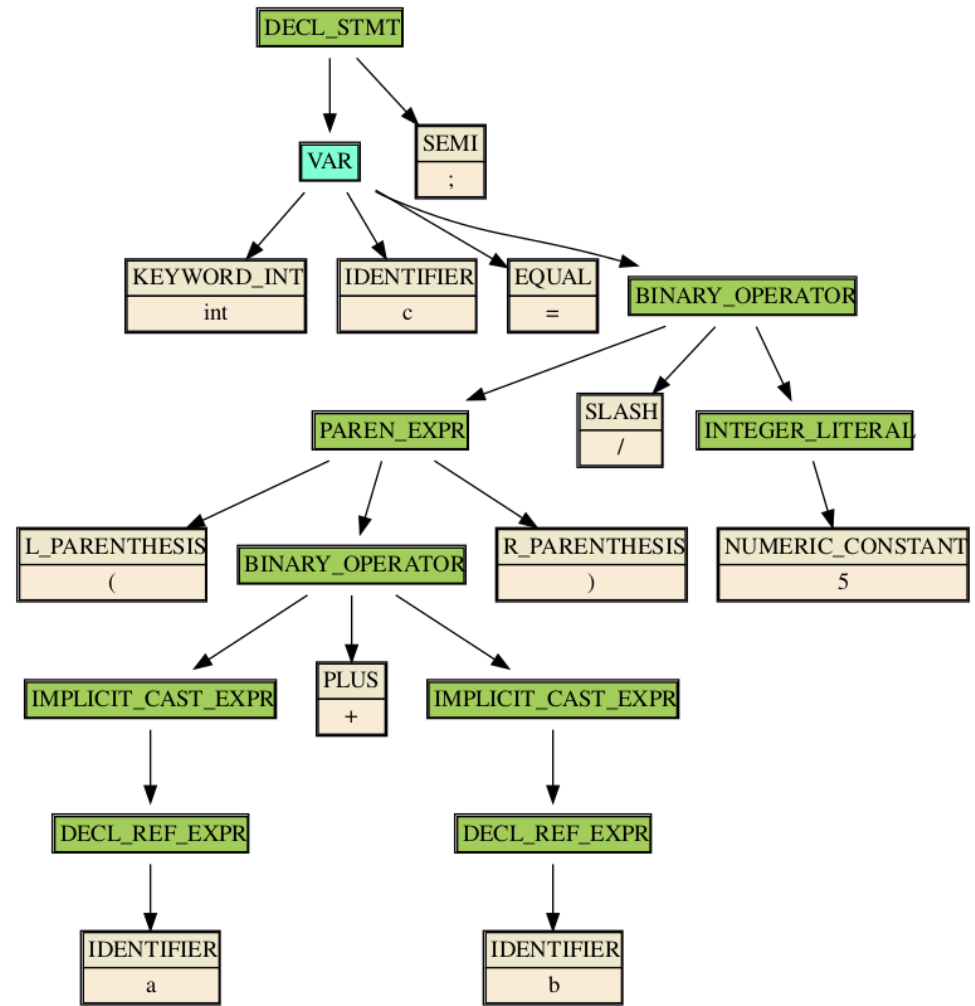 DECL_STMT
SEMI
;
VAR
KEYWORD_INT
int
IDENTIFIER
c
EQUAL
=
BINARY_OPERATOR
PAREN_EXPR
SLASH
/
INTEGER_LITERAL
L_PARENTHESIS
(
BINARY_OPERATOR
R_PARENTHESIS
)
NUMERIC_CONSTANT
5
IMPLICIT_CAST_EXPR
PLUS
+
IMPLICIT_CAST_EXPR
DECL_REF_EXPR
DECL_REF_EXPR
IDENTIFIER
a
IDENTIFIER
b